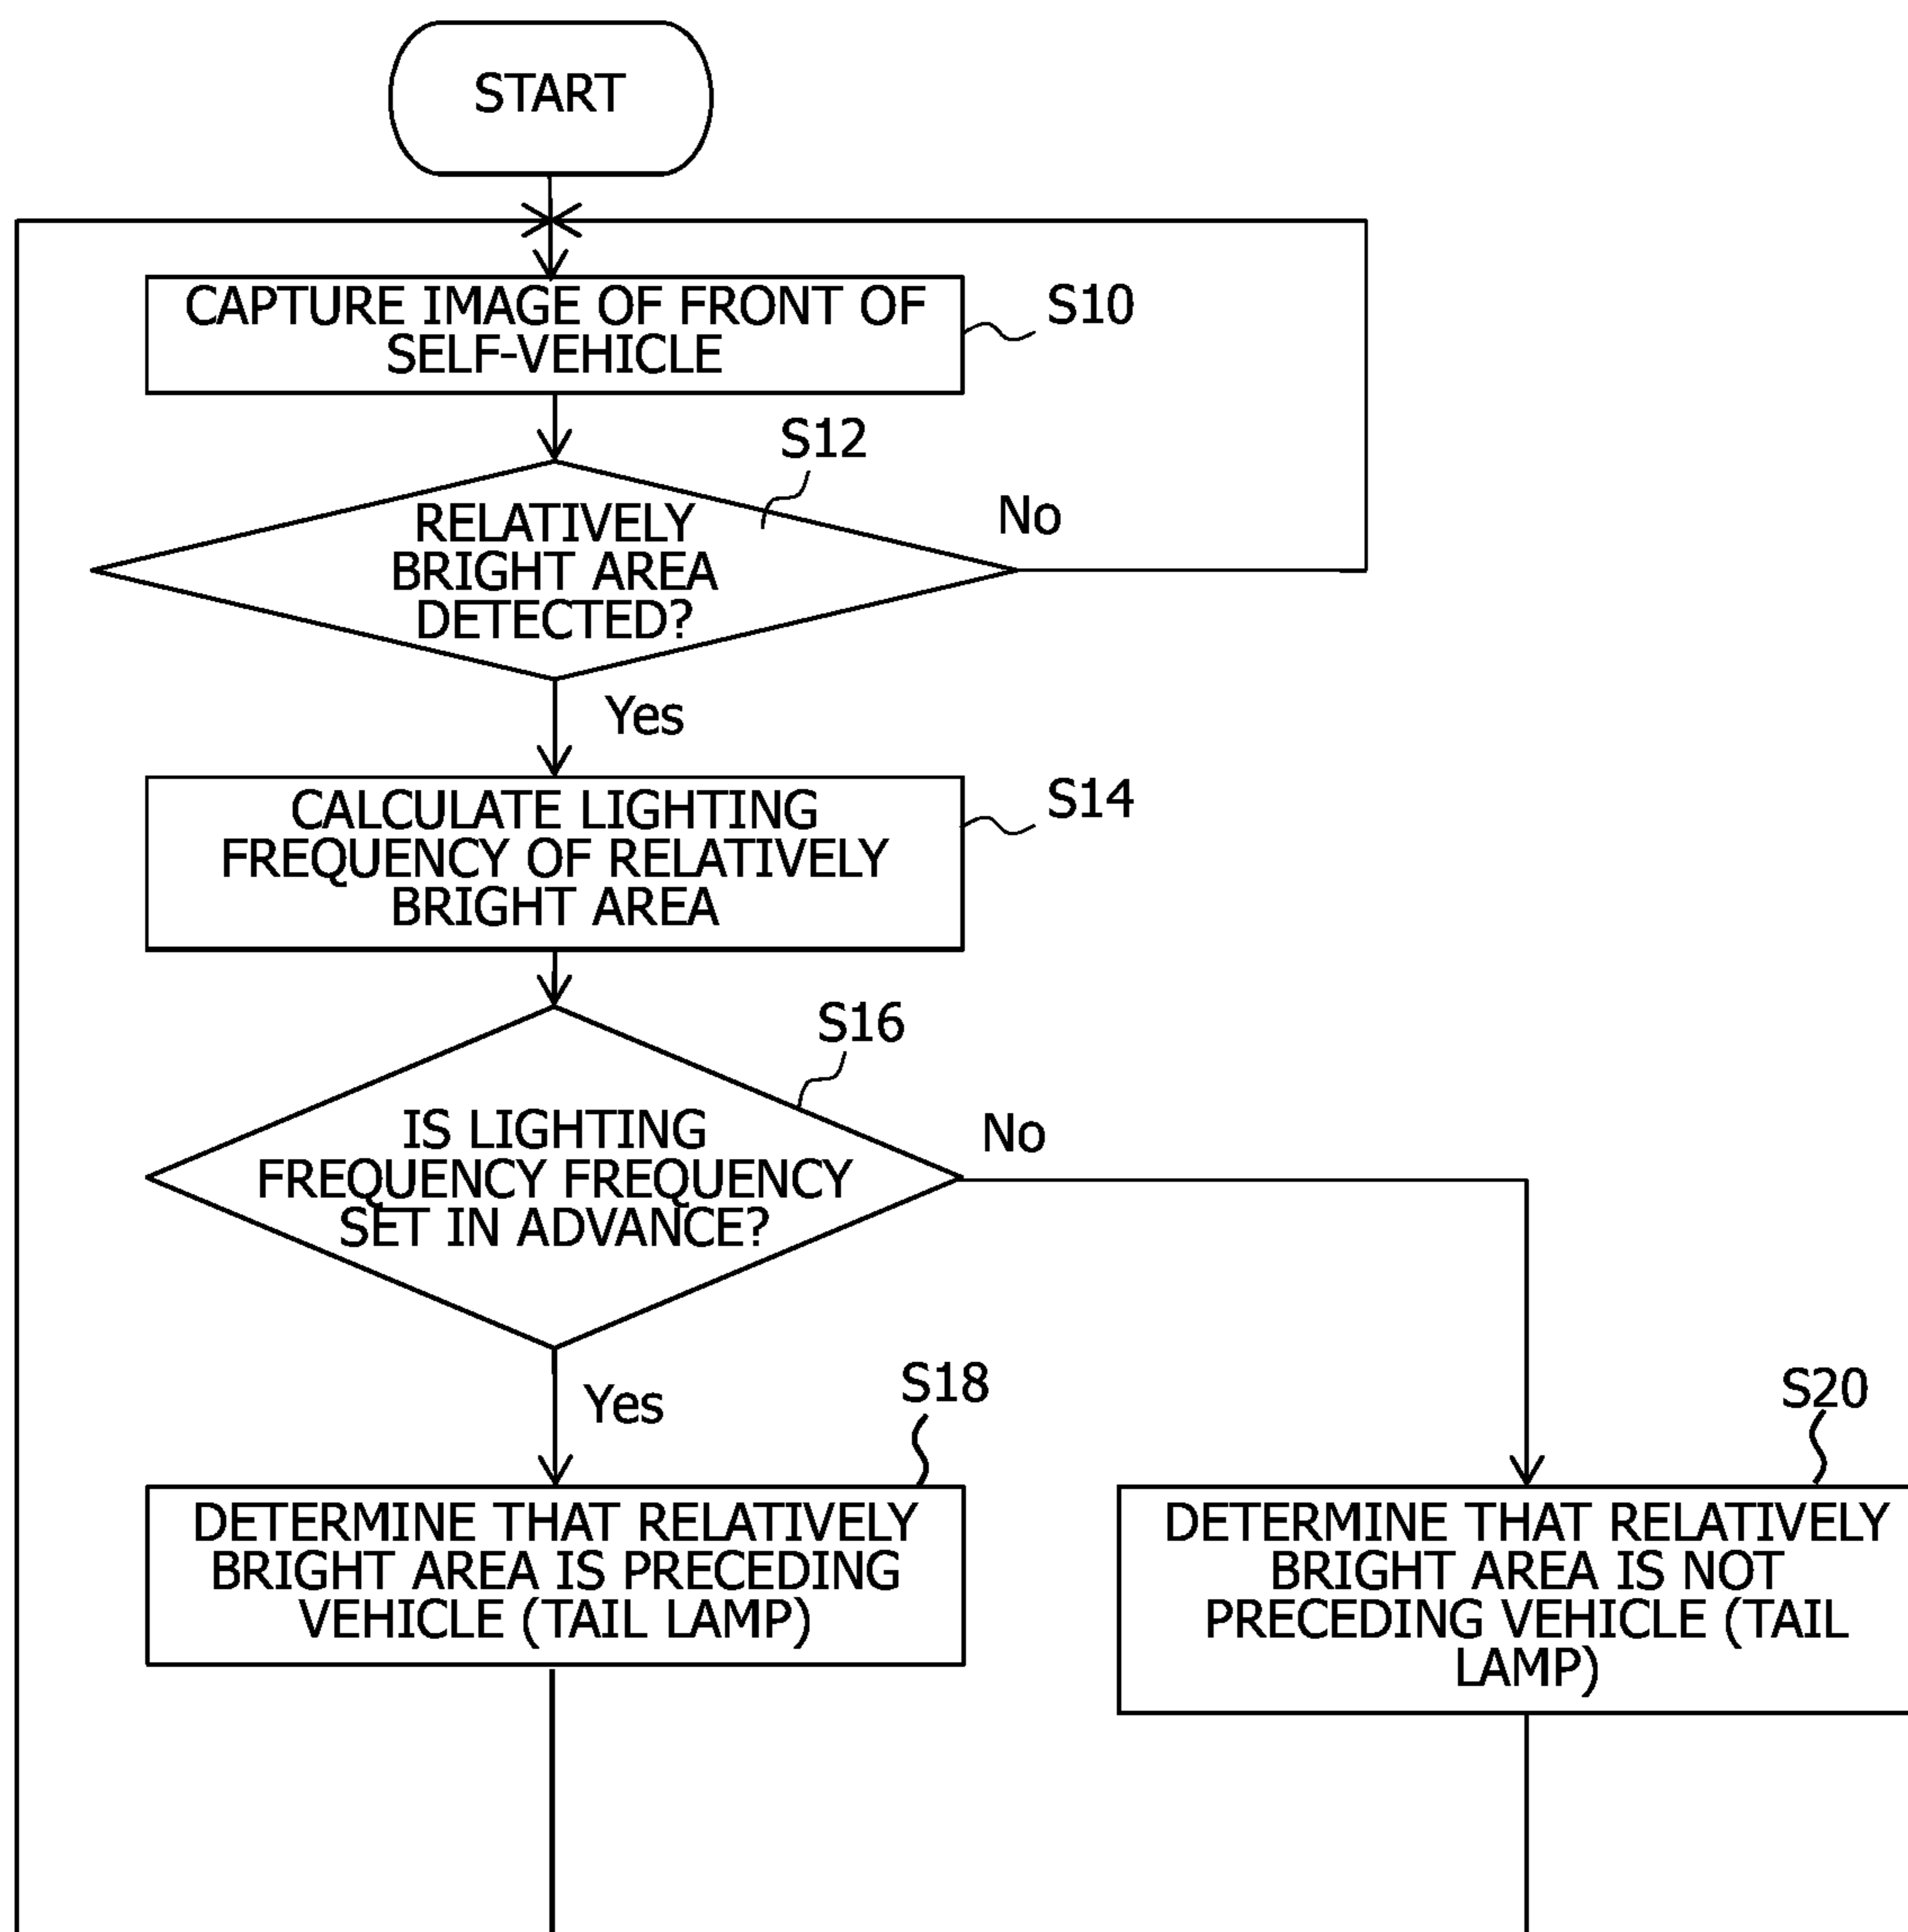 START
CAPTURE IMAGE OF FRONT OF
SELF-VEHICLE
S10
S12
RELATIVELY
BRIGHT AREA
DETECTED?
No
Yes
CALCULATE LIGHTING
FREQUENCY OF RELATIVELY
BRIGHT AREA
S14
S16
IS LIGHTING
FREQUENCY FREQUENCY
SET IN ADVANCE?
No
Yes
S18
DETERMINE THAT RELATIVELY
BRIGHT AREA IS PRECEDING
VEHICLE (TAIL LAMP)
S20
DETERMINE THAT RELATIVELY
BRIGHT AREA IS NOT
PRECEDING VEHICLE (TAIL
LAMP)